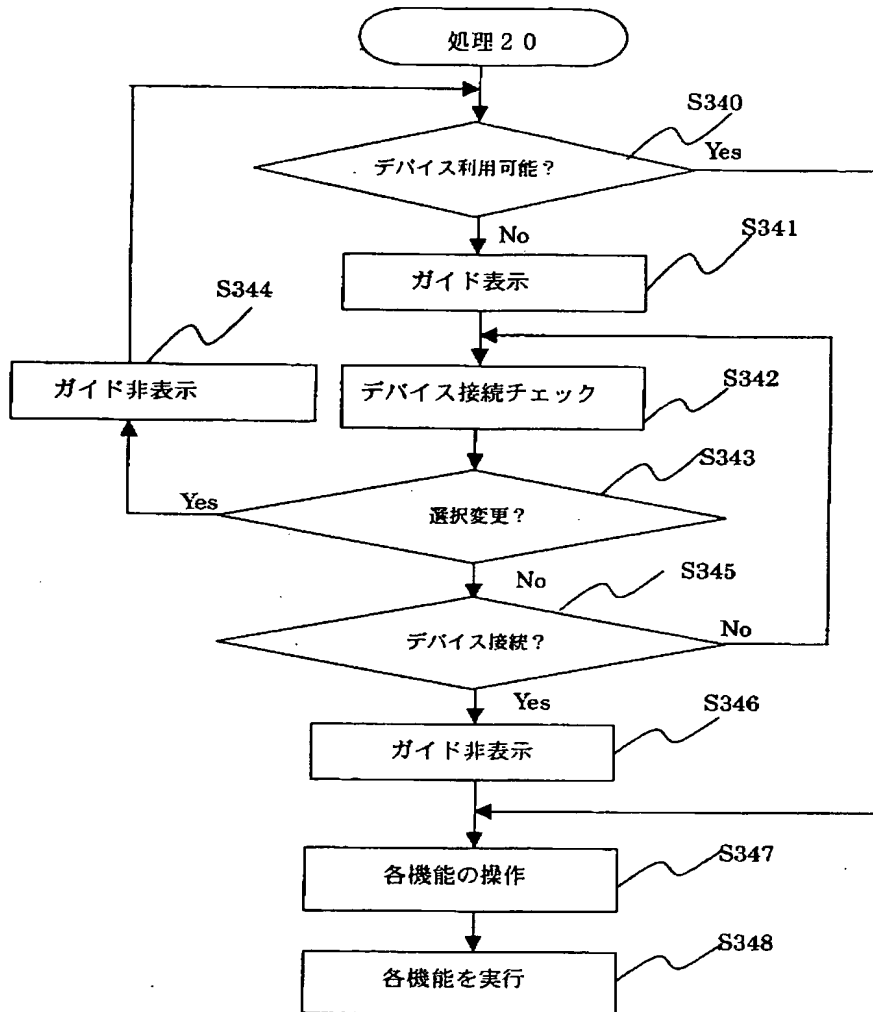 処理２０
S340
デバイス利用可能？
Yes
No
S341
ガイド表示
S344
ガイド非表示
S342
デバイス接続チェック
S343
Yes
選択変更？
No
S345
デバイス接続？
No
Yes
S346
ガイド非表示
S347
各機能の操作
S348
各機能を実行